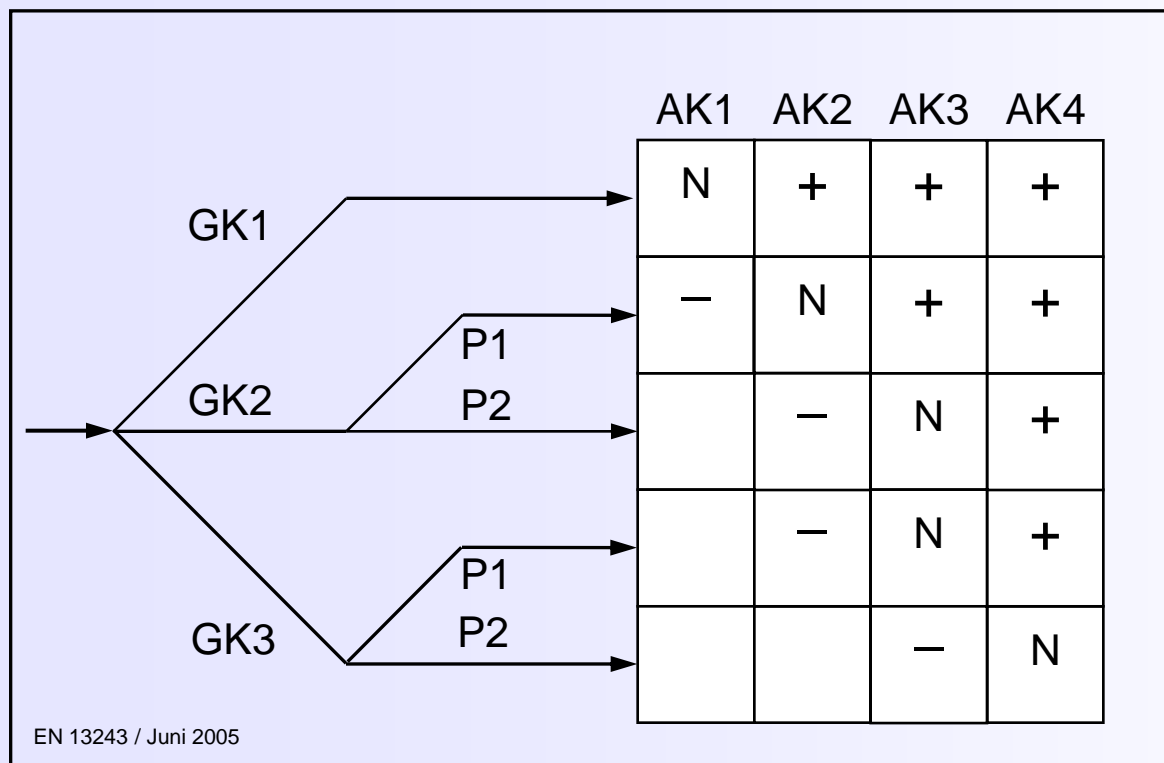 AK1 AK2 AK3 AK4
GK1 N + + +
P1 – N + +
GK2 P2 – N +
P1 – N +
GK3 P2 – N
EN 13243 / Juni 2005